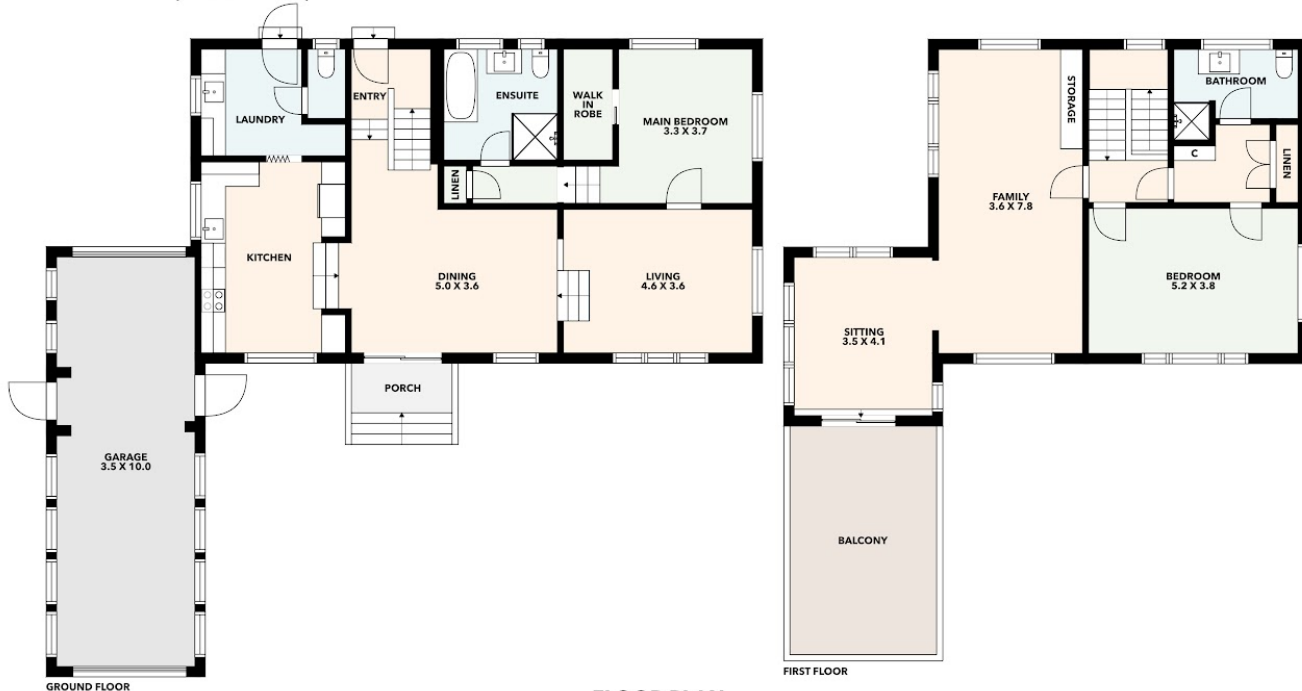 LAUNDRY
ENTRY
ENSUITE
WALK
IN
ROBE
MAIN BEDROOM
3.3 X 3.7
LINEN
KITCHEN
DINING
5.0 X 3.6
LIVING
4.6 X 3.6
PORCH
GARAGE
3.5 X 10.0
GROUND FLOOR
STORAGE
BATHROOM
C
LINEN
FAMILY
3.6 X 7.8
BEDROOM
5.2 X 3.8
SITTING
3.5 X 4.1
BALCONY
FIRST FLOOR